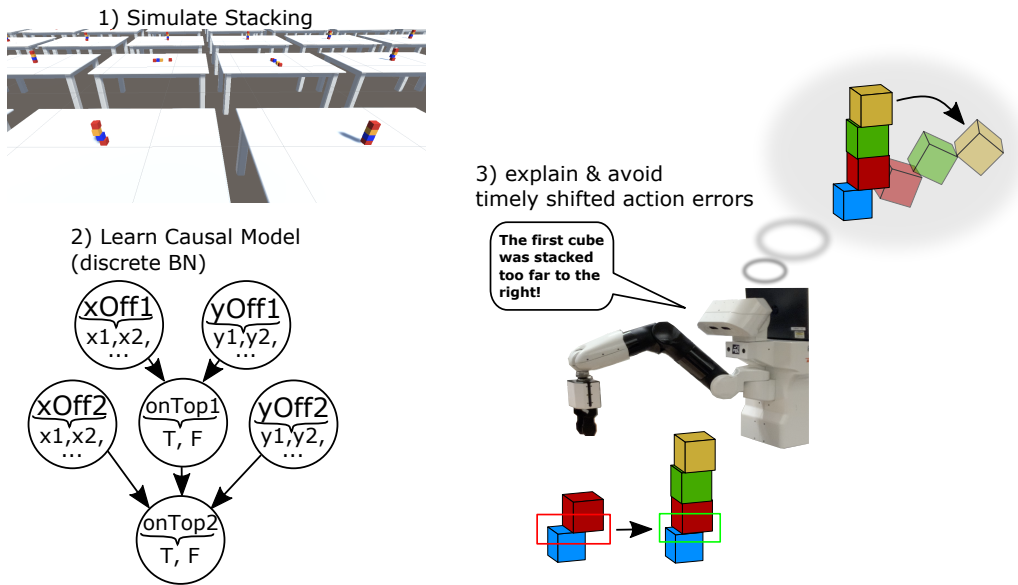 1) Simulate Stacking
2) Learn Causal Model
(discrete BN)
xOff1
x1,x2,
...
yOff1
y1,y2,
...
xOff2
x1,x2,
...
onTop1
T, F
yOff2
y1,y2,
...
onTop2
T, F
3) explain & avoid
timely shifted action errors
The first cube
was stacked
too far to the
right!